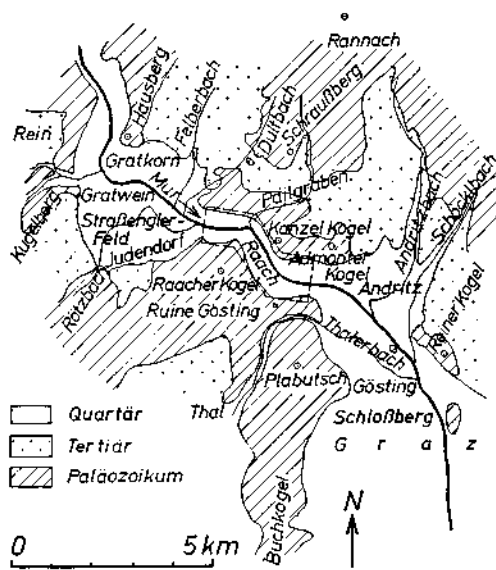 Rannach
Hausberg
Felberbach
Dultbach
Schraußberg
Rein
Gratkorn
Mur
Pailgraben
Andritzbach
Schöcklbach
Kugelberg
Gratwein
Straßengler-
Feld
Judendorf
Kanzel Kogel
Admonter
Kogel
Raach
Rötzbach
Raacher Kogel
Ruine Gösting
Andritz
Reiner Kogel
Thalerbach
Thal
Plabutsch
Gösting
Schloßberg
G r a z
Buchkogel
Quartär
Tertiär
Paläozoikum
N
0 5 km